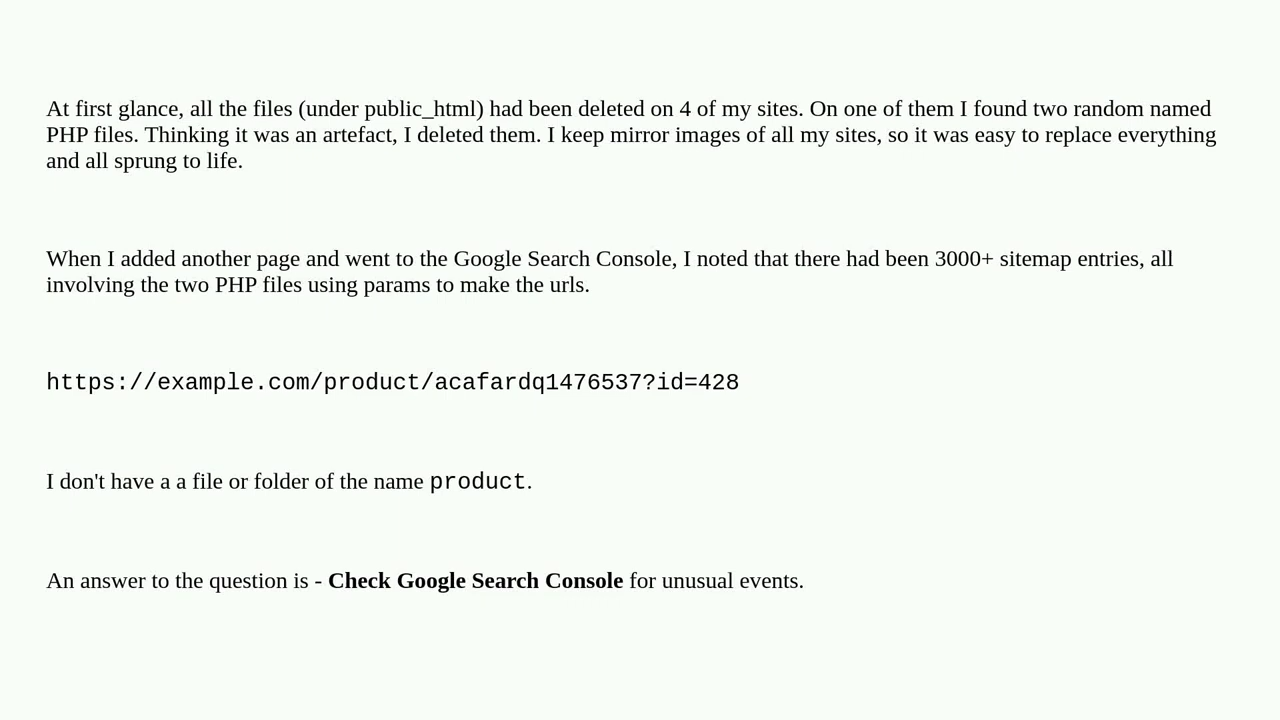 At first glance, all the files (under public_html) had been deleted on 4 of my sites. On one of them I found two random named
PHP files. Thinking it was an artefact, I deleted them. I keep mirror images of all my sites, so it was easy to replace everything
and all sprung to life.
When I added another page and went to the Google Search Console, I noted that there had been 3000+ sitemap entries, all
involving the two PHP files using params to make the urls.
https://example.com/product/acafardq1476537?id=428
I don't have a a file or folder of the name product.
An answer to the question is - Check Google Search Console for unusual events.